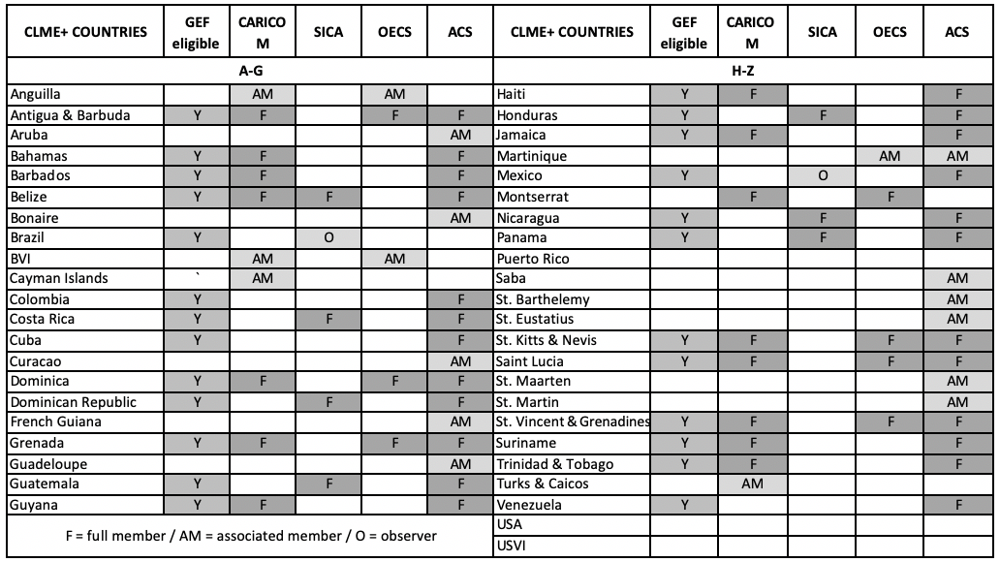 CLME+ COUNTRIES GEF eligible CARICO M SICA OECS ACS CLME+ COUNTRIES GEF eligible CARICO M SICA OECS ACS
A-G H-Z
Anguilla AM AM Haiti Y F F
Antigua & Barbuda Y F F F Honduras Y F F
Aruba AM Jamaica Y F F
Bahamas Y F F Martinique AM AM
Barbados Y F F Mexico Y O F
Belize Y F F F Montserrat F F
Bonaire AM Nicaragua Y F F
Brazil Y O Panama Y F F
BVI AM AM Puerto Rico
Cayman Islands ` AM Saba AM
Colombia Y F St. Barthelemy AM
Costa Rica Y F F St. Eustatius AM
Cuba Y F St. Kitts & Nevis Y F F F
Curacao AM Saint Lucia Y F F F
Dominica Y F F F St. Maarten AM
Dominican Republic Y F F St. Martin AM
French Guiana AM St. Vincent & Grenadines Y F F F
Grenada Y F F F Suriname Y F F
Guadeloupe AM Trinidad & Tobago Y F F
Guatemala Y F F Turks & Caicos AM
Guyana Y F F Venezuela Y F
F = full member / AM = associated member / O = observer USA
USVI